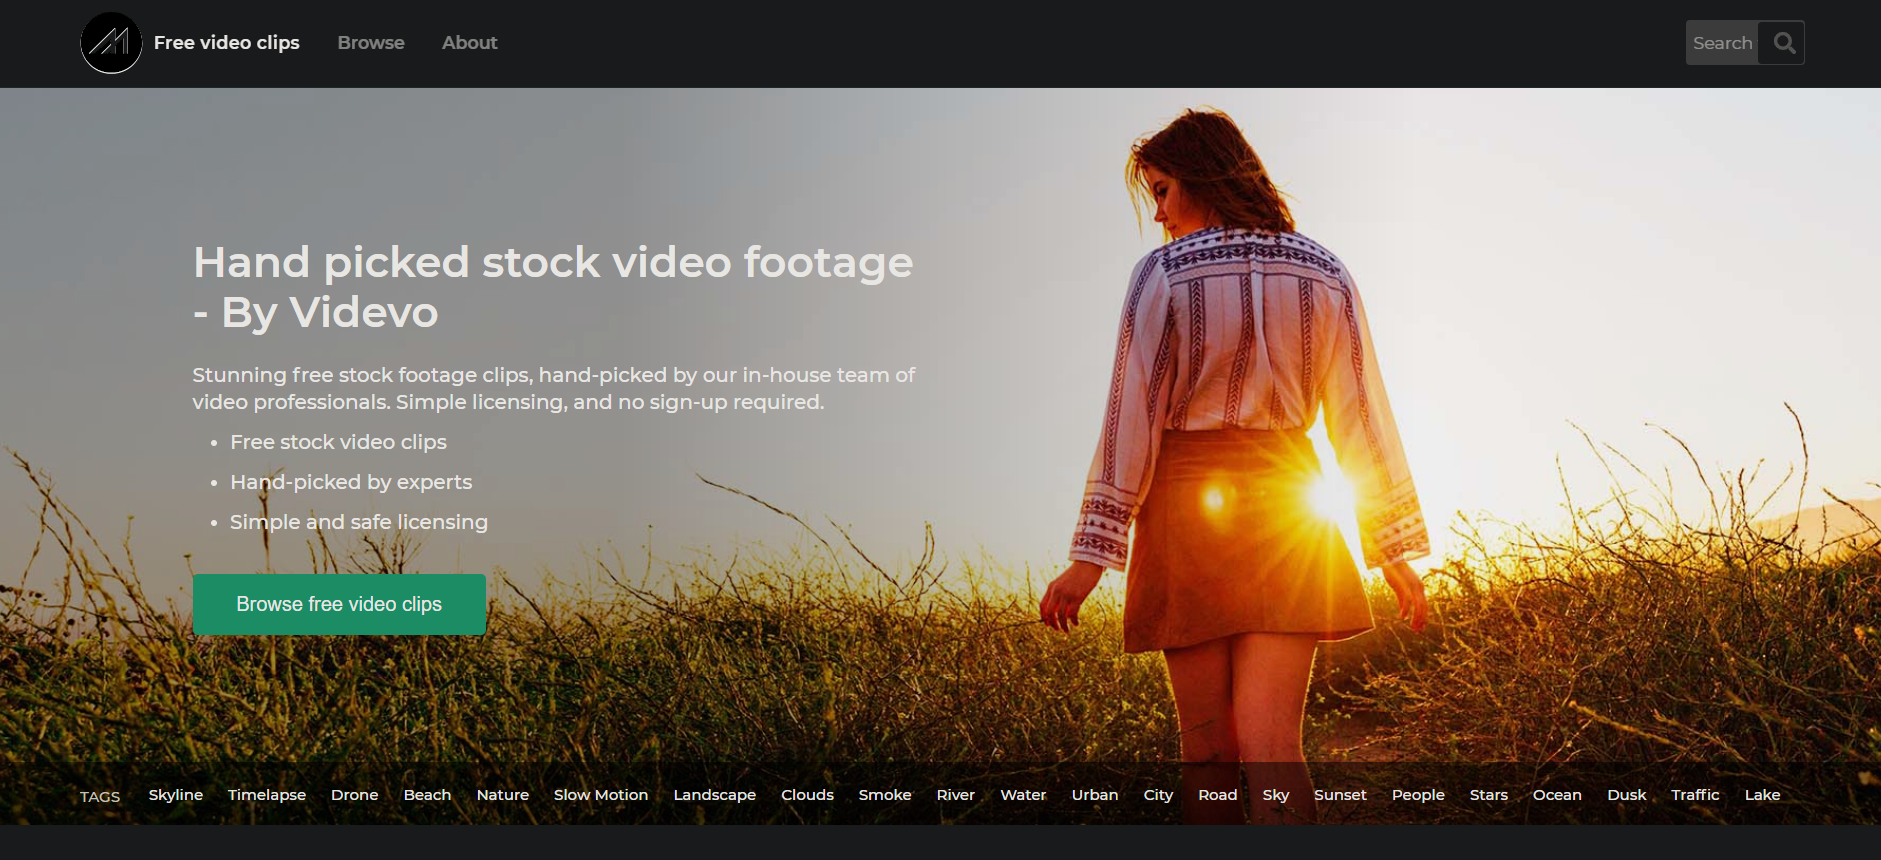 Free video clips Browse About Search
Hand picked stock video footage
- By Videvo
Stunning free stock footage clips, hand-picked by our in-house team of
video professionals. Simple licensing, and no sign-up required.
• Free stock video clips
• Hand-picked by experts
• Simple and safe licensing
Browse free video clips
TAGS Skyline Timelapse Drone Beach Nature Slow Motion Landscape Clouds Smoke River Water Urban City Road Sky Sunset People Stars Ocean Dusk Traffic Lake